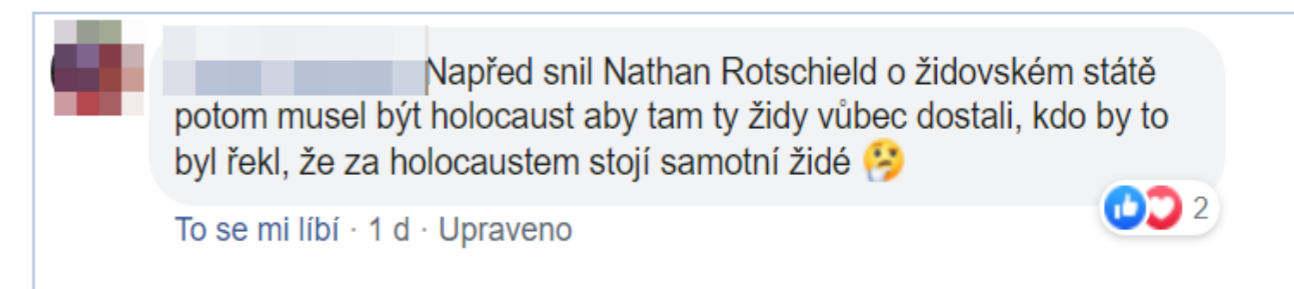 Napřed snil Nathan Rotschield o židovském státě
potom musel být holocaust aby tam ty židy vůbec dostali, kdo by to
byl řekl, že za holocaustem stojí samotní židé 🤔
2
To se mi líbí · 1 d · Upraveno